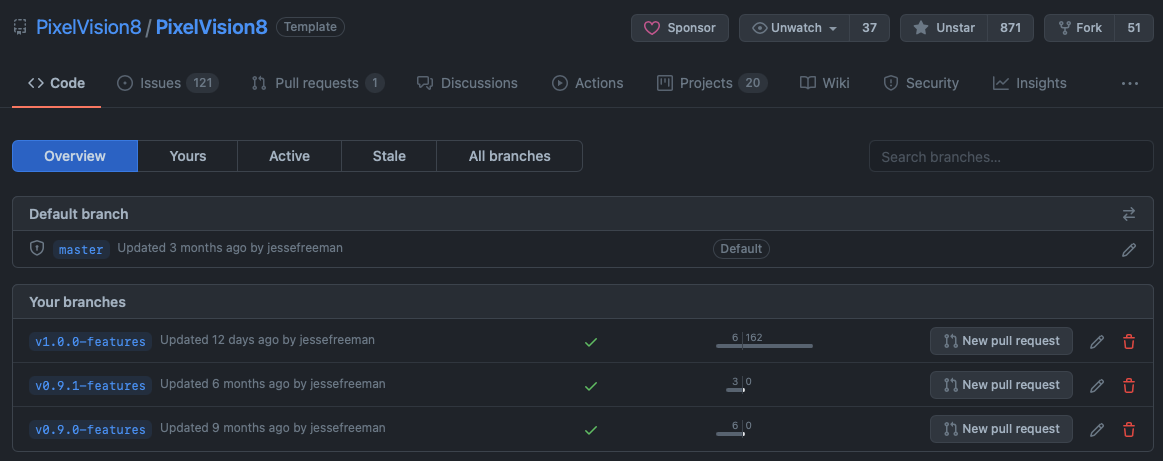 PixelVision8 / PixelVision8 Template Sponsor Unwatch 37 Unstar 871 Fork 51
Code Issues 121 Pull requests 1 Discussions Actions Projects 20 Wiki Security Insights ...
Overview Yours Active Stale All branches Search branches...
Default branch
master Updated 3 months ago by jessefreeman Default
Your branches
v1.0.0-features Updated 12 days ago by jessefreeman 6 162 New pull request
v0.9.1-features Updated 6 months ago by jessefreeman 3 0 New pull request
v0.9.0-features Updated 9 months ago by jessefreeman 6 0 New pull request